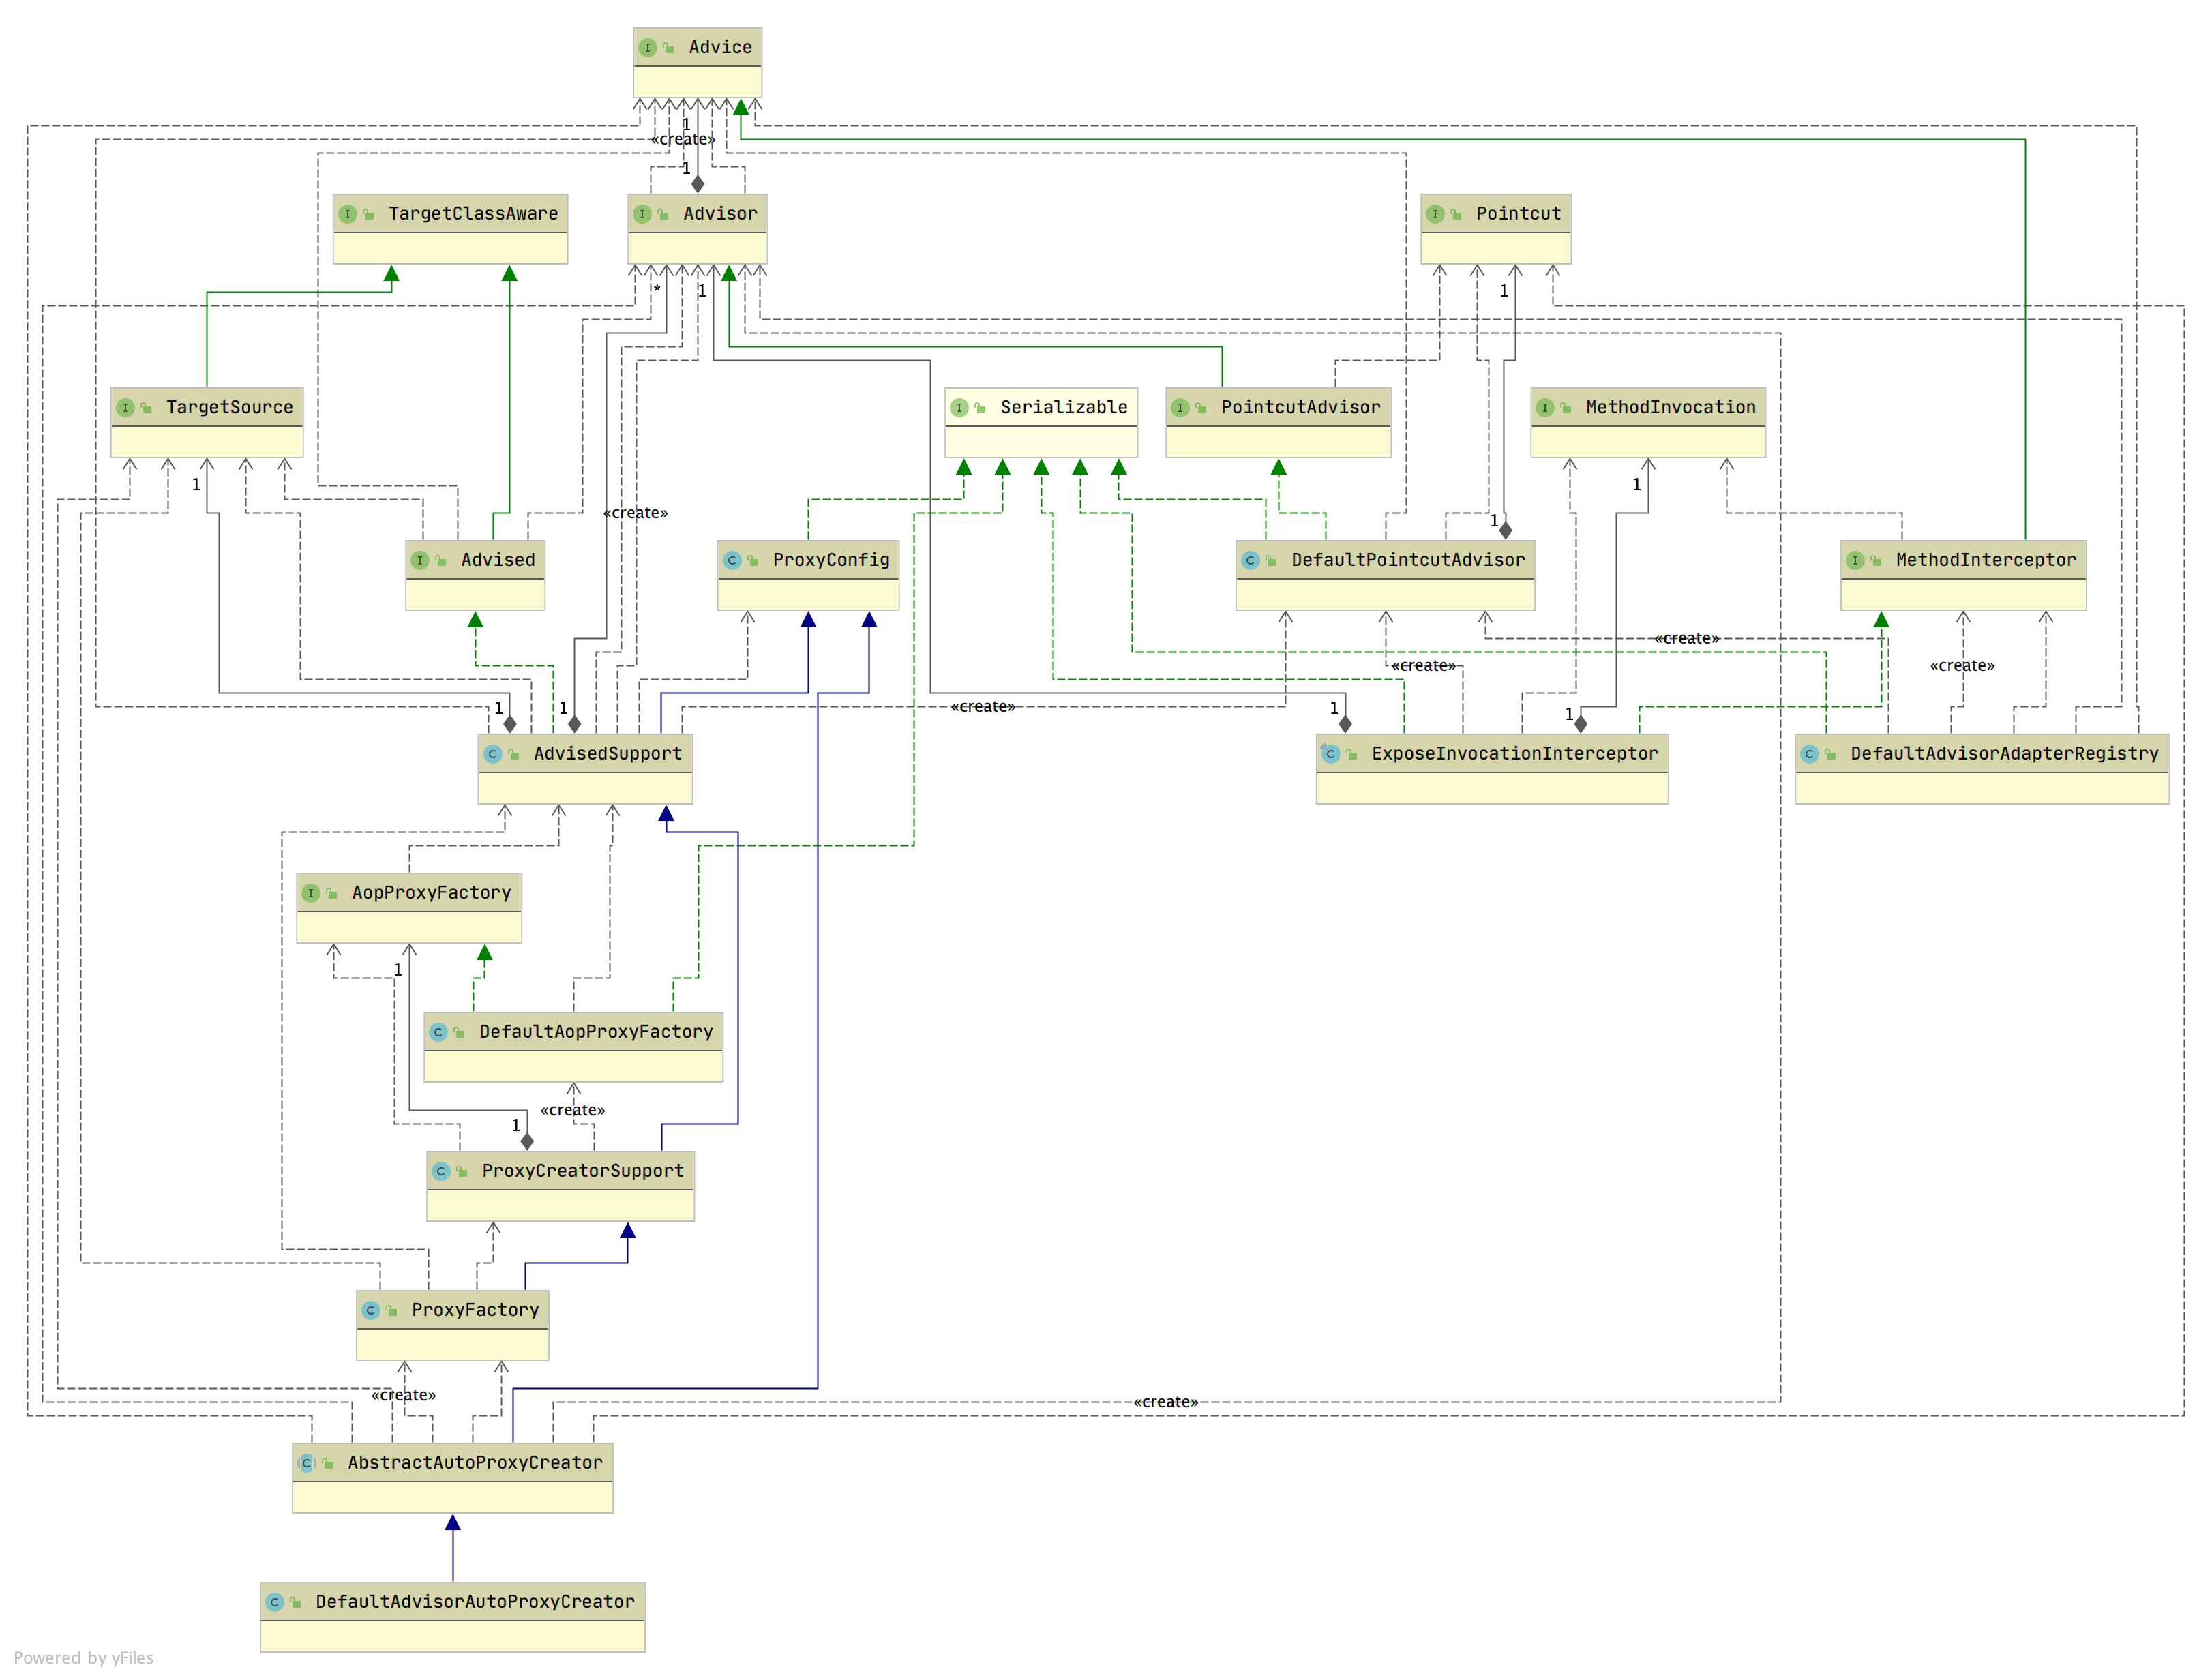 Advice
1
«create»
1
TargetClassAware
Advisor
Pointcut
*
1
1
TargetSource
Serializable
PointcutAdvisor
MethodInvocation
1
1
«create»
1
Advised
ProxyConfig
DefaultPointcutAdvisor
MethodInterceptor
«create»
«create»
«create»
1
1
«create»
1
1
AdvisedSupport
ExposeInvocationInterceptor
DefaultAdvisorAdapterRegistry
AopProxyFactory
1
DefaultAopProxyFactory
«create»
1
ProxyCreatorSupport
ProxyFactory
«create»
«create»
AbstractAutoProxyCreator
DefaultAdvisorAutoProxyCreator
Powered by yFiles